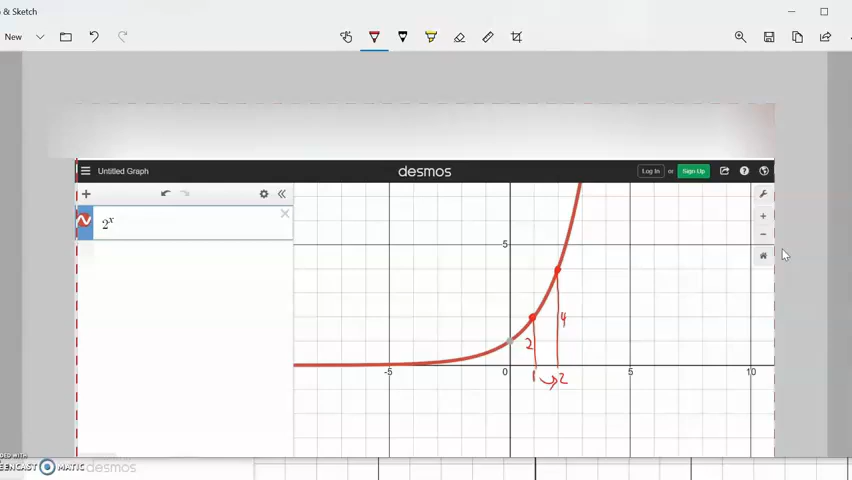 & Sketch
New
Untitled Graph
desmos
Log In or Sign Up
2^x
5
4
2
-5 0 5 10
1 2
SCREENCAST MATIC
desmos